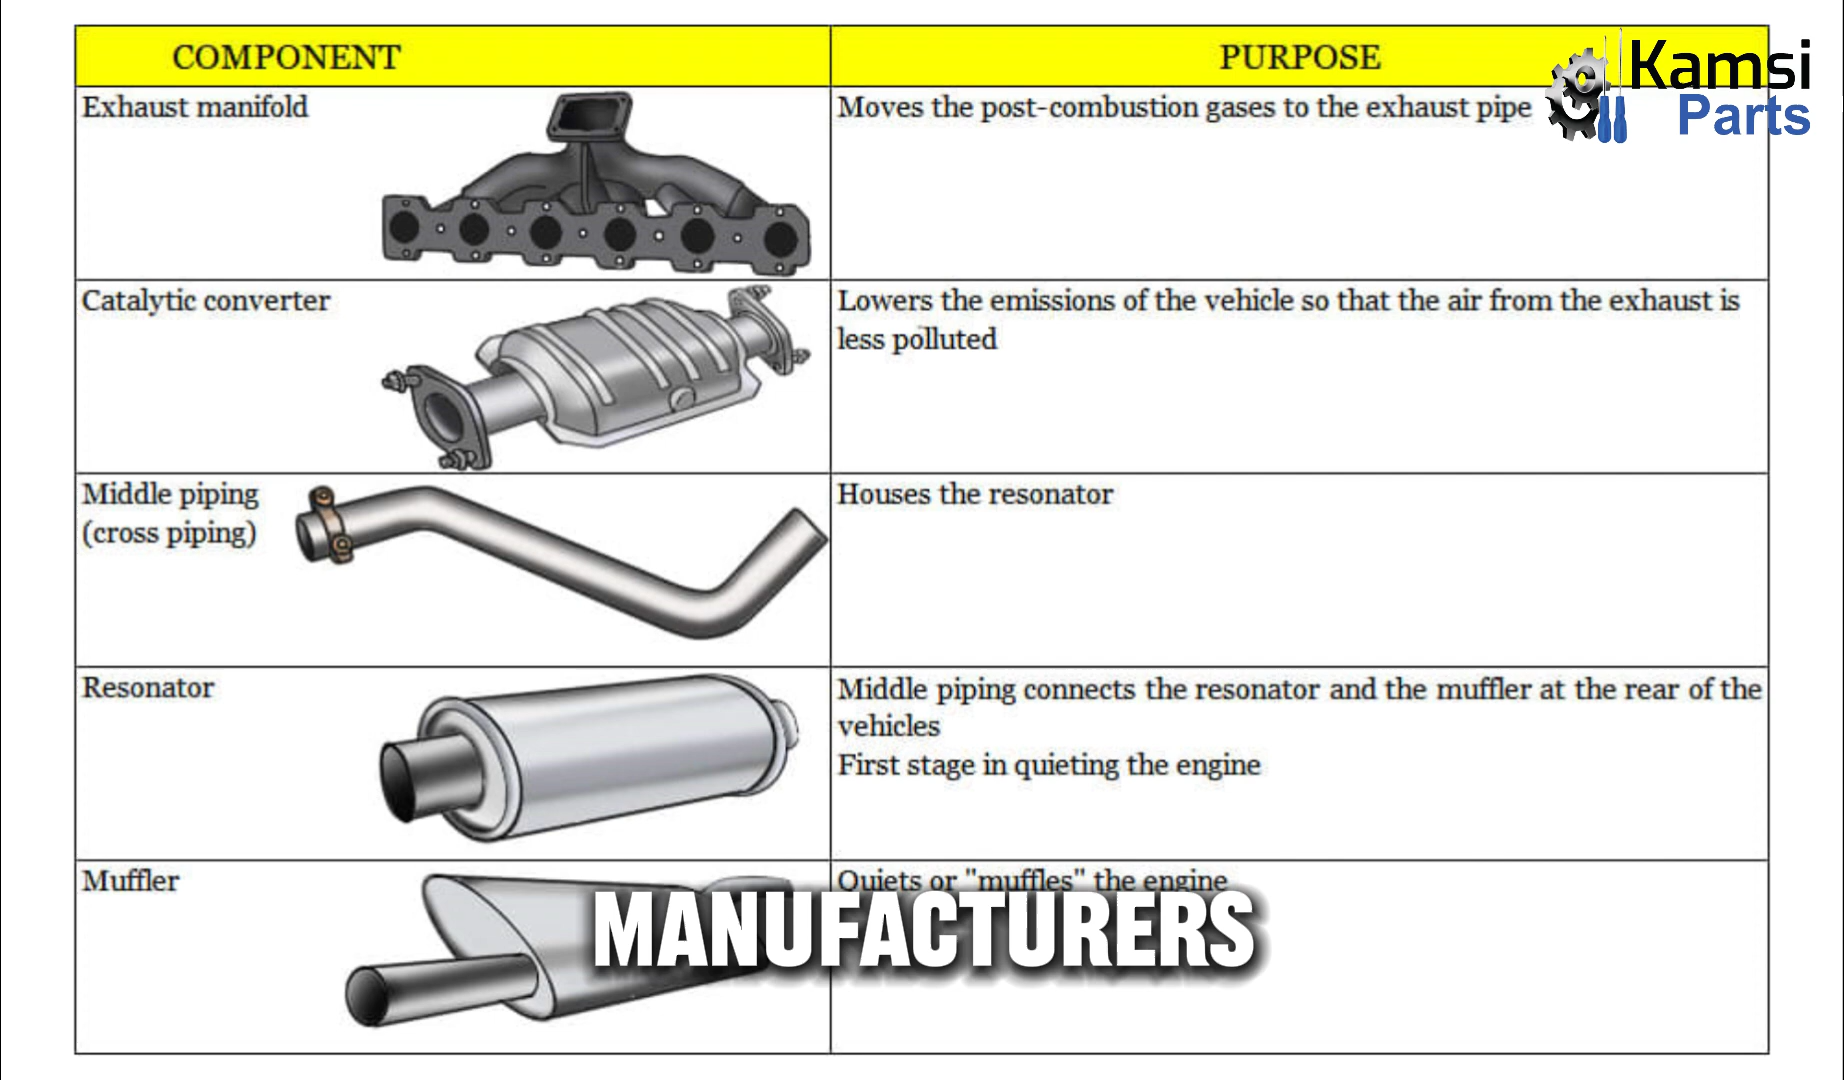 COMPONENT
PURPOSE
Kamsi
Parts
Exhaust manifold
Moves the post-combustion gases to the exhaust pipe
Catalytic converter
Lowers the emissions of the vehicle so that the air from the exhaust is
less polluted
Middle piping
(cross piping)
Houses the resonator
Resonator
Middle piping connects the resonator and the muffler at the rear of the
vehicles
First stage in quieting the engine
Muffler
Quiets or "muffles" the engine
MANUFACTURERS